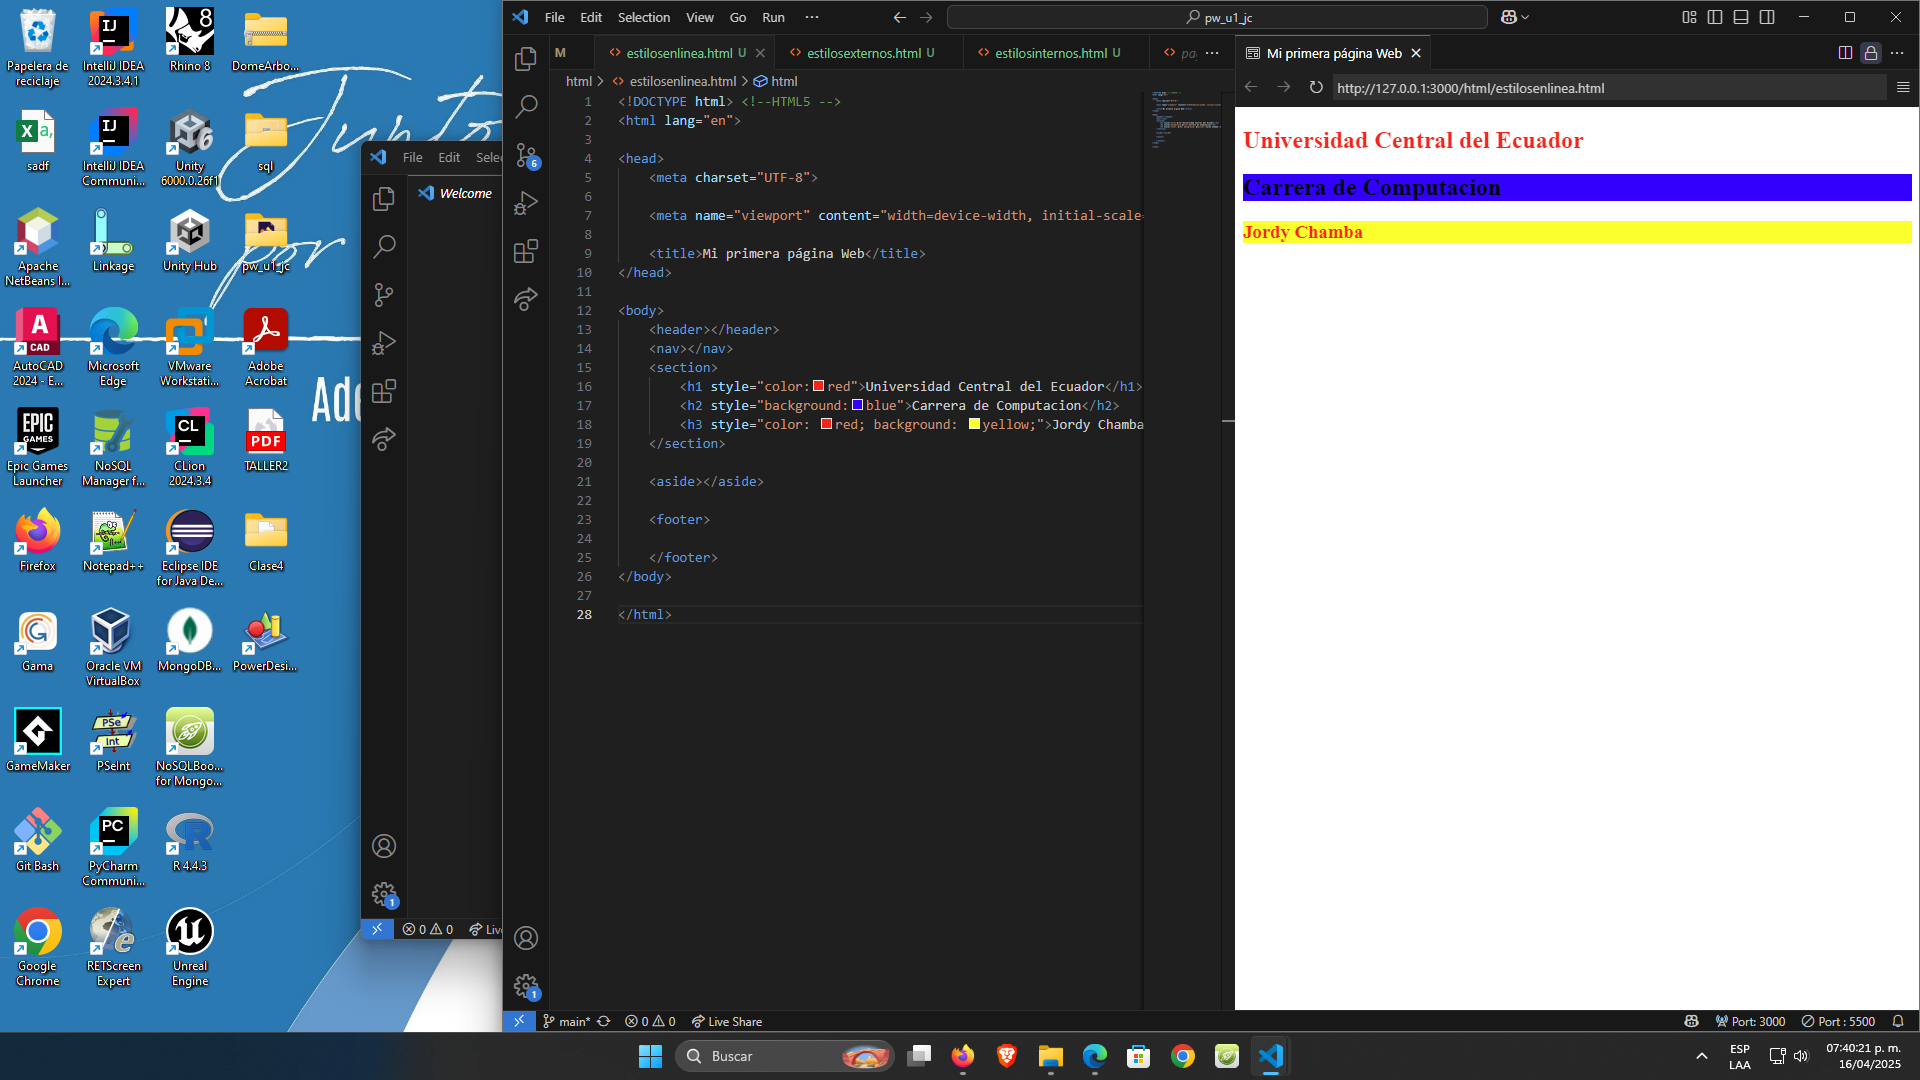 Papelera de
reciclaje
IntelliJ IDEA
2024.3.4.1
Rhino 8
DomeArbo...
sadf
IntelliJ IDEA
Communi...
Unity
6000.0.26f1
sql
Apache
NetBeans I...
Linkage
Unity Hub
pw_u1_jc
AutoCAD
2024 - E...
Microsoft
Edge
VMware
Workstati...
Adobe
Acrobat
Epic Games
Launcher
NoSQL
Manager f...
CLion
2024.3.4
TALLER2
Firefox
Notepad++
Eclipse IDE
for Java De...
Clase4
Gama
Oracle VM
VirtualBox
MongoDB...
PowerDesi...
GameMaker
PSeInt
NoSQLBoo...
for Mongo...
Git Bash
PyCharm
Communi...
R 4.4.3
Google
Chrome
RETScreen
Expert
Unreal
Engine
Junto
por
Ade
File Edit Selec
Welcome
0 0 Live
File Edit Selection View Go Run ···
pw_u1_jc
M
estilosenlinea.html U
estilosexternos.html U
estilosinternos.html U
pa
html > estilosenlinea.html > html
1 <!DOCTYPE html> <!--HTML5 -->
2 <html lang="en">
3
4 <head>
5 <meta charset="UTF-8">
6
7 <meta name="viewport" content="width=device-width, initial-scale=
8
9 <title>Mi primera página Web</title>
10 </head>
11
12 <body>
13 <header></header>
14 <nav></nav>
15 <section>
16 <h1 style="color:red">Universidad Central del Ecuador</h1>
17 <h2 style="background:blue">Carrera de Computacion</h2>
18 <h3 style="color: red; background: yellow;">Jordy Chamba
19 </section>
20
21 <aside></aside>
22
23 <footer>
24
25 </footer>
26 </body>
27
28 </html>
Mi primera página Web
http://127.0.0.1:3000/html/estilosenlinea.html
Universidad Central del Ecuador
Carrera de Computacion
Jordy Chamba
main* 0 0 Live Share
Port: 3000 Port : 5500
Buscar
ESP
LAA
07:40:21 p. m.
16/04/2025